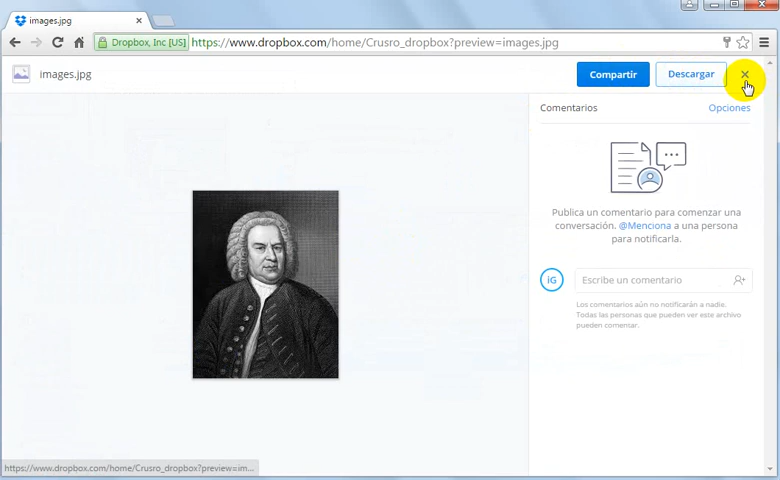 images.jpg
Dropbox, Inc [US] https://www.dropbox.com/home/Crusro_dropbox?preview=images.jpg
images.jpg
Compartir
Descargar
Comentarios
Opciones
Publica un comentario para comenzar una
conversación. @Menciona a una persona
para notificarla.
iG
Escribe un comentario
Los comentarios aún no notificarán a nadie.
Todas las personas que pueden ver este archivo
pueden comentar.
https://www.dropbox.com/home/Crusro_dropbox?preview=im...